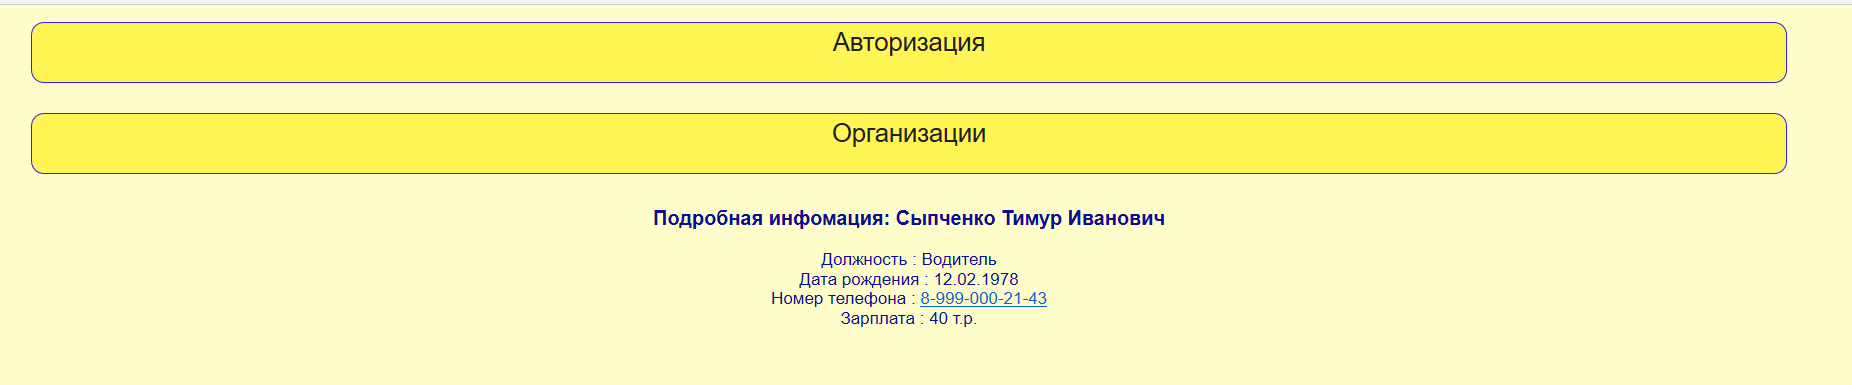 Авторизация
Организации
Подробная инфомация: Сыпченко Тимур Иванович
Должность : Водитель
Дата рождения : 12.02.1978
Номер телефона : 8-999-000-21-43
Зарплата : 40 т.р.